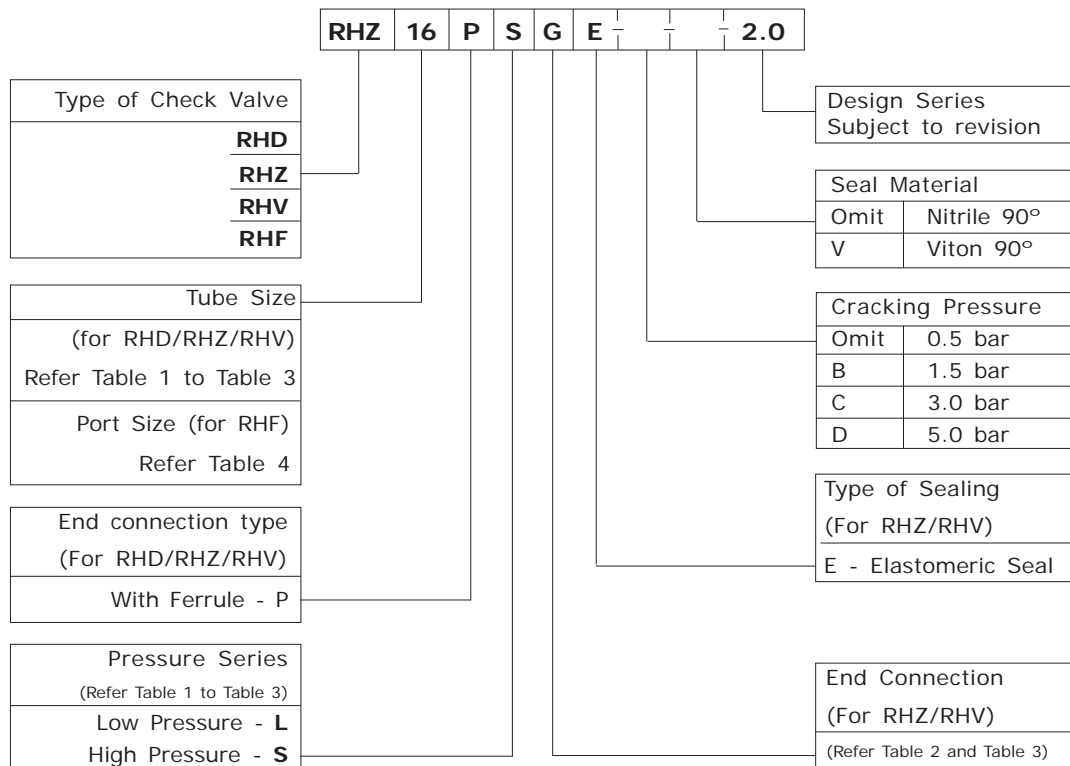 RHZ 16 P S G E - - - 2.0
Type of Check Valve
RHD
RHZ
RHV
RHF
Tube Size
(for RHD/RHZ/RHV)
Refer Table 1 to Table 3
Port Size (for RHF)
Refer Table 4
End connection type
(For RHD/RHZ/RHV)
With Ferrule - P
Pressure Series
(Refer Table 1 to Table 3)
Low Pressure - L
High Pressure - S
Design Series
Subject to revision
Seal Material
Omit Nitrile 90°
V Viton 90°
Cracking Pressure
Omit 0.5 bar
B 1.5 bar
C 3.0 bar
D 5.0 bar
Type of Sealing
(For RHZ/RHV)
E - Elastomeric Seal
End Connection
(For RHZ/RHV)
(Refer Table 2 and Table 3)